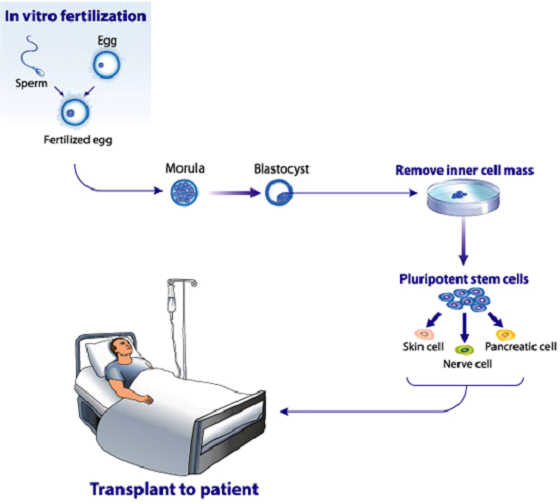 In vitro fertilization
Egg
Sperm
Fertilized egg
Morula
Blastocyst
Remove inner cell mass
Pluripotent stem cells
Skin cell
Pancreatic cell
Nerve cell
Transplant to patient